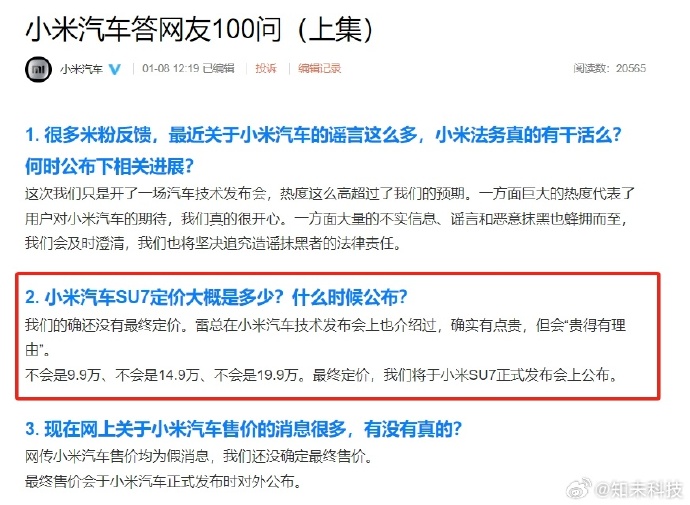 小米汽车答网友100问（上集）
小米汽车 01-08 12:19 已编辑 投诉 编辑记录 阅读数：20565
1. 很多米粉反馈，最近关于小米汽车的谣言这么多，小米法务真的有干活么？
何时公布下相关进展？
这次我们只是开了一场汽车技术发布会，热度这么高超过了我们的预期。一方面巨大的热度代表了
用户对小米汽车的期待，我们真的很开心。一方面大量的不实信息、谣言和恶意抹黑也蜂拥而至，
我们会及时澄清，我们也将坚决追究造谣抹黑者的法律责任。
2. 小米汽车SU7定价大概是多少？什么时候公布？
我们的确还没有最终定价。雷总在小米汽车技术发布会上也介绍过，确实有点贵，但会“贵得有理
由”。
不会是9.9万、不会是14.9万、不会是19.9万。最终定价，我们将于小米SU7正式发布会上公布。
3. 现在网上关于小米汽车售价的消息很多，有没有真的？
网传小米汽车售价均为假消息，我们还没确定最终售价。
最终售价会于小米汽车正式发布时对外公布。
@知未科技